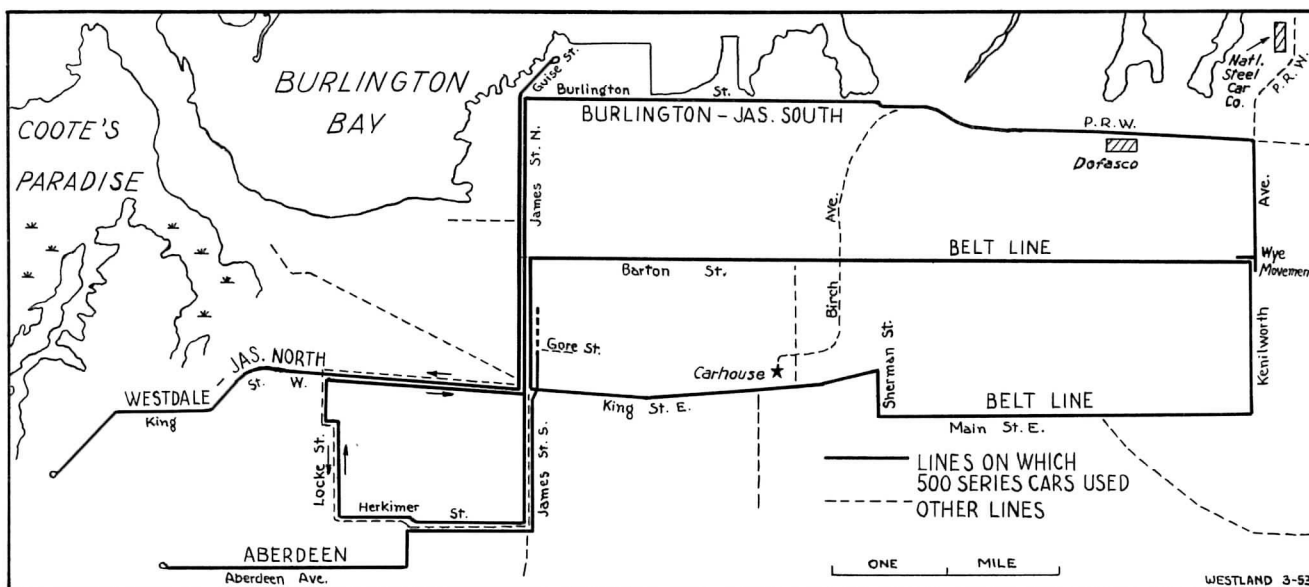 BURLINGTON
BAY
COOTE'S
PARADISE
Guise St.
Burlington St.
BURLINGTON - JAS. SOUTH
James St. N.
P.R.W.
Dofasco
Natl.
Steel
Car
Co.
P.R.W.
Ave.
Birch Ave.
BELT LINE
Barton St.
Wye
Movement
Kenilworth
Gore St.
Carhouse
Sherman St.
JAS. NORTH
St. W.
WESTDALE
King
King St. E.
BELT LINE
Main St. E.
Locke St.
James St. S.
Herkimer St.
ABERDEEN
Aberdeen Ave.
LINES ON WHICH
500 SERIES CARS USED
OTHER LINES
ONE MILE
WESTLAND 3-53